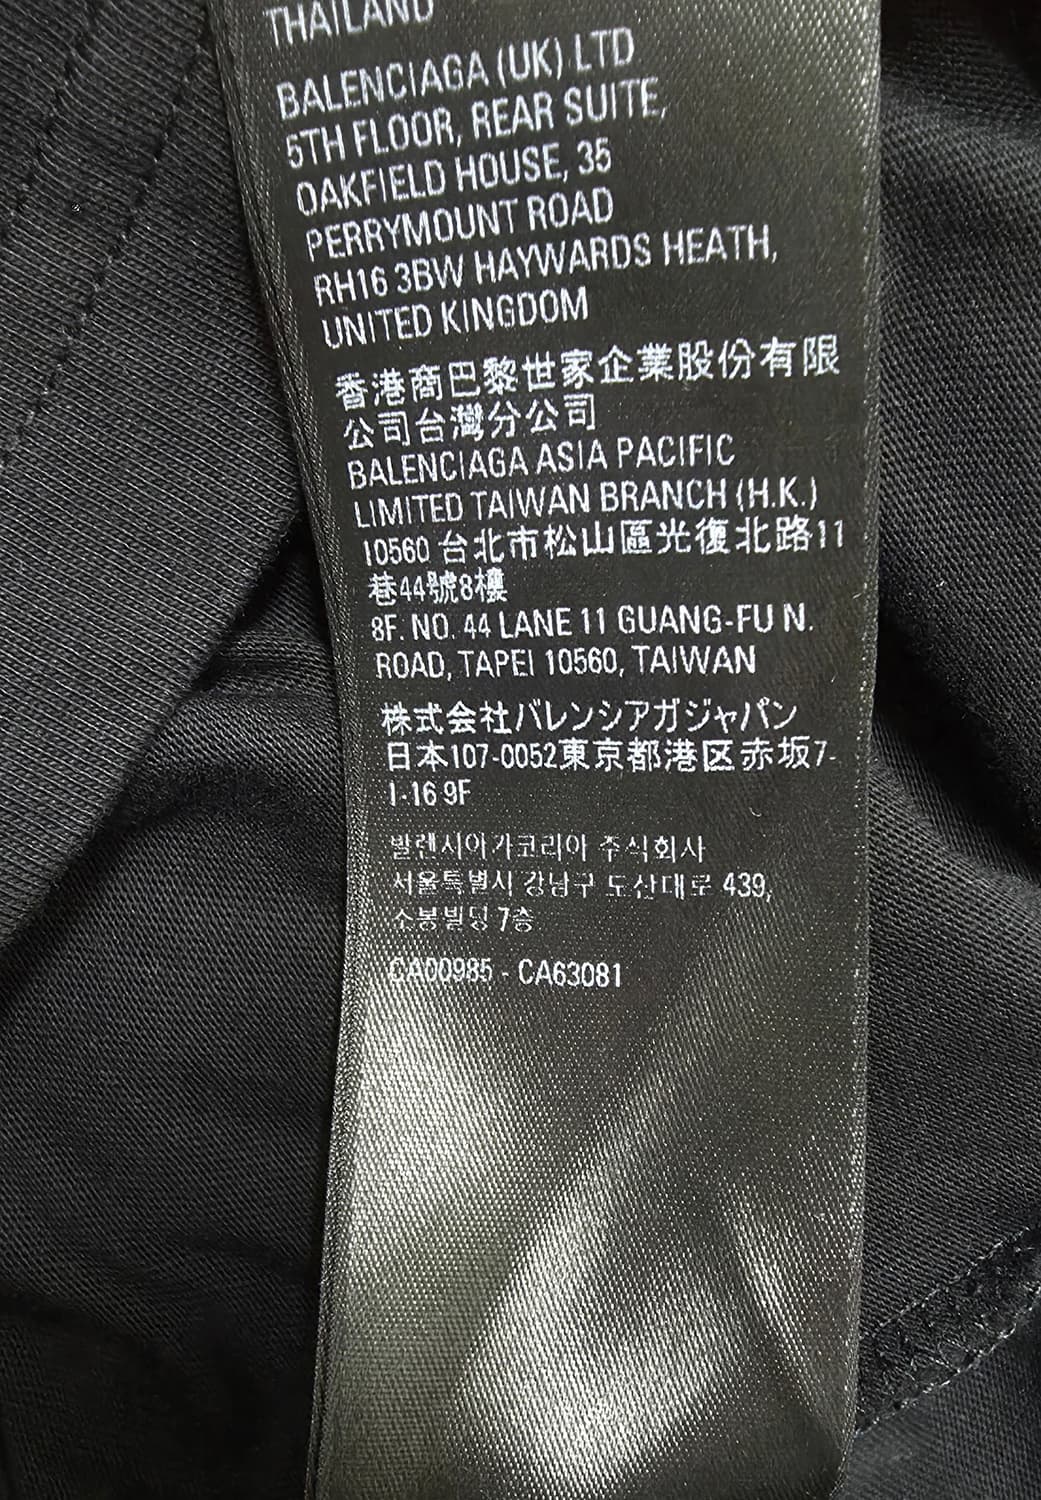 THAILAND
BALENCIAGA (UK) LTD
5TH FLOOR, REAR SUITE,
OAKFIELD HOUSE, 35
PERRYMOUNT ROAD
RH16 3BW HAYWARDS HEATH,
UNITED KINGDOM
香港商巴黎世家企業股份有限
公司台灣分公司
BALENCIAGA ASIA PACIFIC
LIMITED TAIWAN BRANCH (H.K.)
10560 台北市松山區光復北路11
巷44號8樓
8F. NO. 44 LANE 11 GUANG-FU N.
ROAD, TAPEI 10560, TAIWAN
株式会社バレンシアガジャパン
日本107-0052東京都港区赤坂7-
1-16 9F
발렌시아가코리아 주식회사
서울특별시 강남구 도산대로 439,
소봉빌딩 7층
CA00985 - CA63081